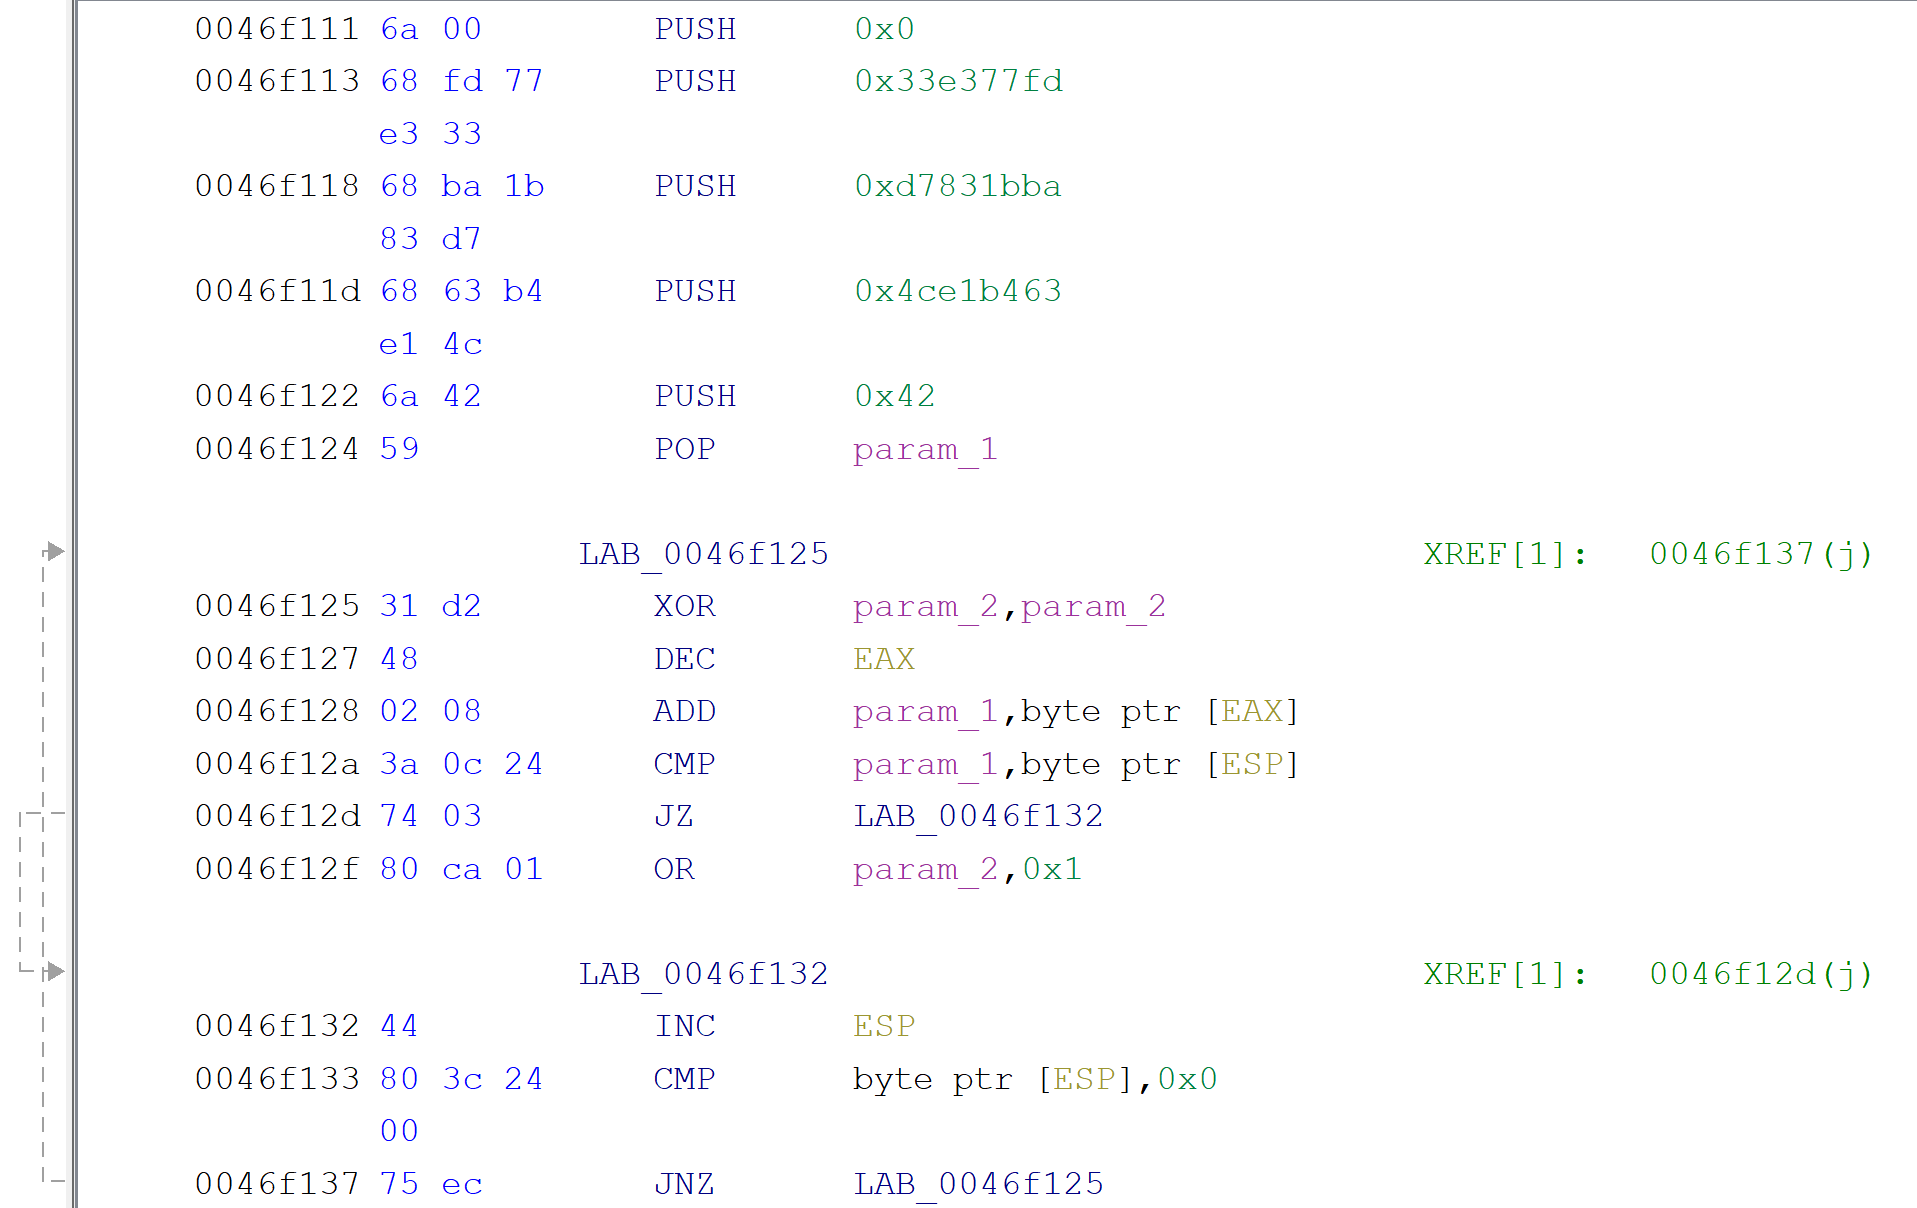 0046f111 6a 00 PUSH 0x0
0046f113 68 fd 77 PUSH 0x33e377fd
e3 33
0046f118 68 ba 1b PUSH 0xd7831bba
83 d7
0046f11d 68 63 b4 PUSH 0x4ce1b463
e1 4c
0046f122 6a 42 PUSH 0x42
0046f124 59 POP param_1
LAB_0046f125 XREF[1]: 0046f137(j)
0046f125 31 d2 XOR param_2,param_2
0046f127 48 DEC EAX
0046f128 02 08 ADD param_1,byte ptr [EAX]
0046f12a 3a 0c 24 CMP param_1,byte ptr [ESP]
0046f12d 74 03 JZ LAB_0046f132
0046f12f 80 ca 01 OR param_2,0x1
LAB_0046f132 XREF[1]: 0046f12d(j)
0046f132 44 INC ESP
0046f133 80 3c 24 CMP byte ptr [ESP],0x0
00
0046f137 75 ec JNZ LAB_0046f125